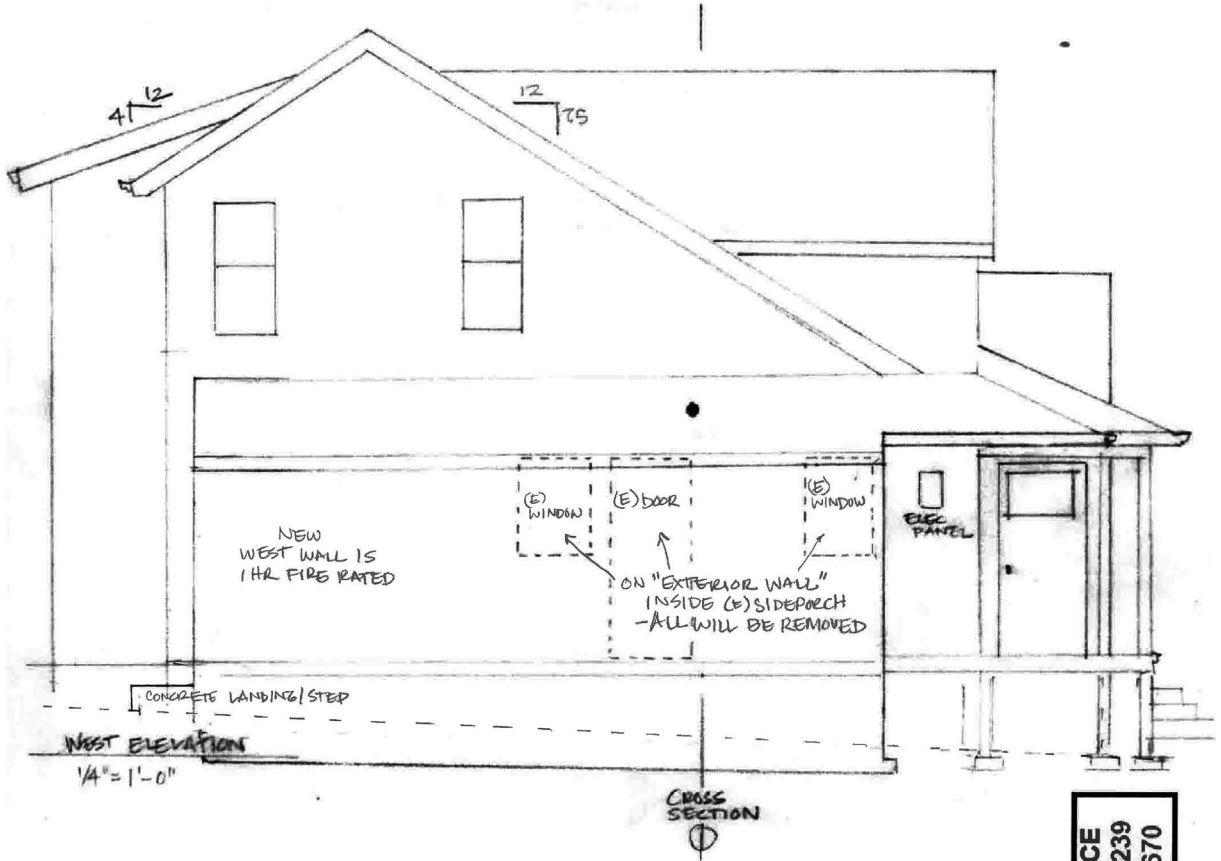 12
4
12
7.5
(E)
WINDOW
(E) DOOR
(E)
WINDOW
ELEC
PANEL
NEW
WEST WALL IS
1 HR FIRE RATED
ON "EXTERIOR WALL"
INSIDE (E) SIDEPORCH
-ALL WILL BE REMOVED
CONCRETE LANDING/STEP
WEST ELEVATION
1/4" = 1'-0"
CROSS
SECTION
CE
239
670